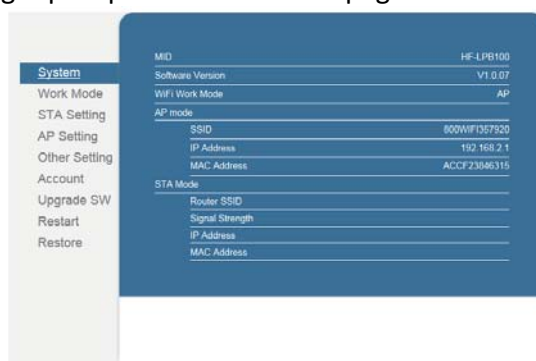 System
Work Mode
STA Setting
AP Setting
Other Setting
Account
Upgrade SW
Restart
Restore
MID HF-LPB100
Software Version V1.0.07
WiFi Work Mode AP
AP mode
SSID 800WIFI357920
IP Address 192.168.2.1
MAC Address ACCF23846315
STA Mode
Router SSID
Signal Strength
IP Address
MAC Address